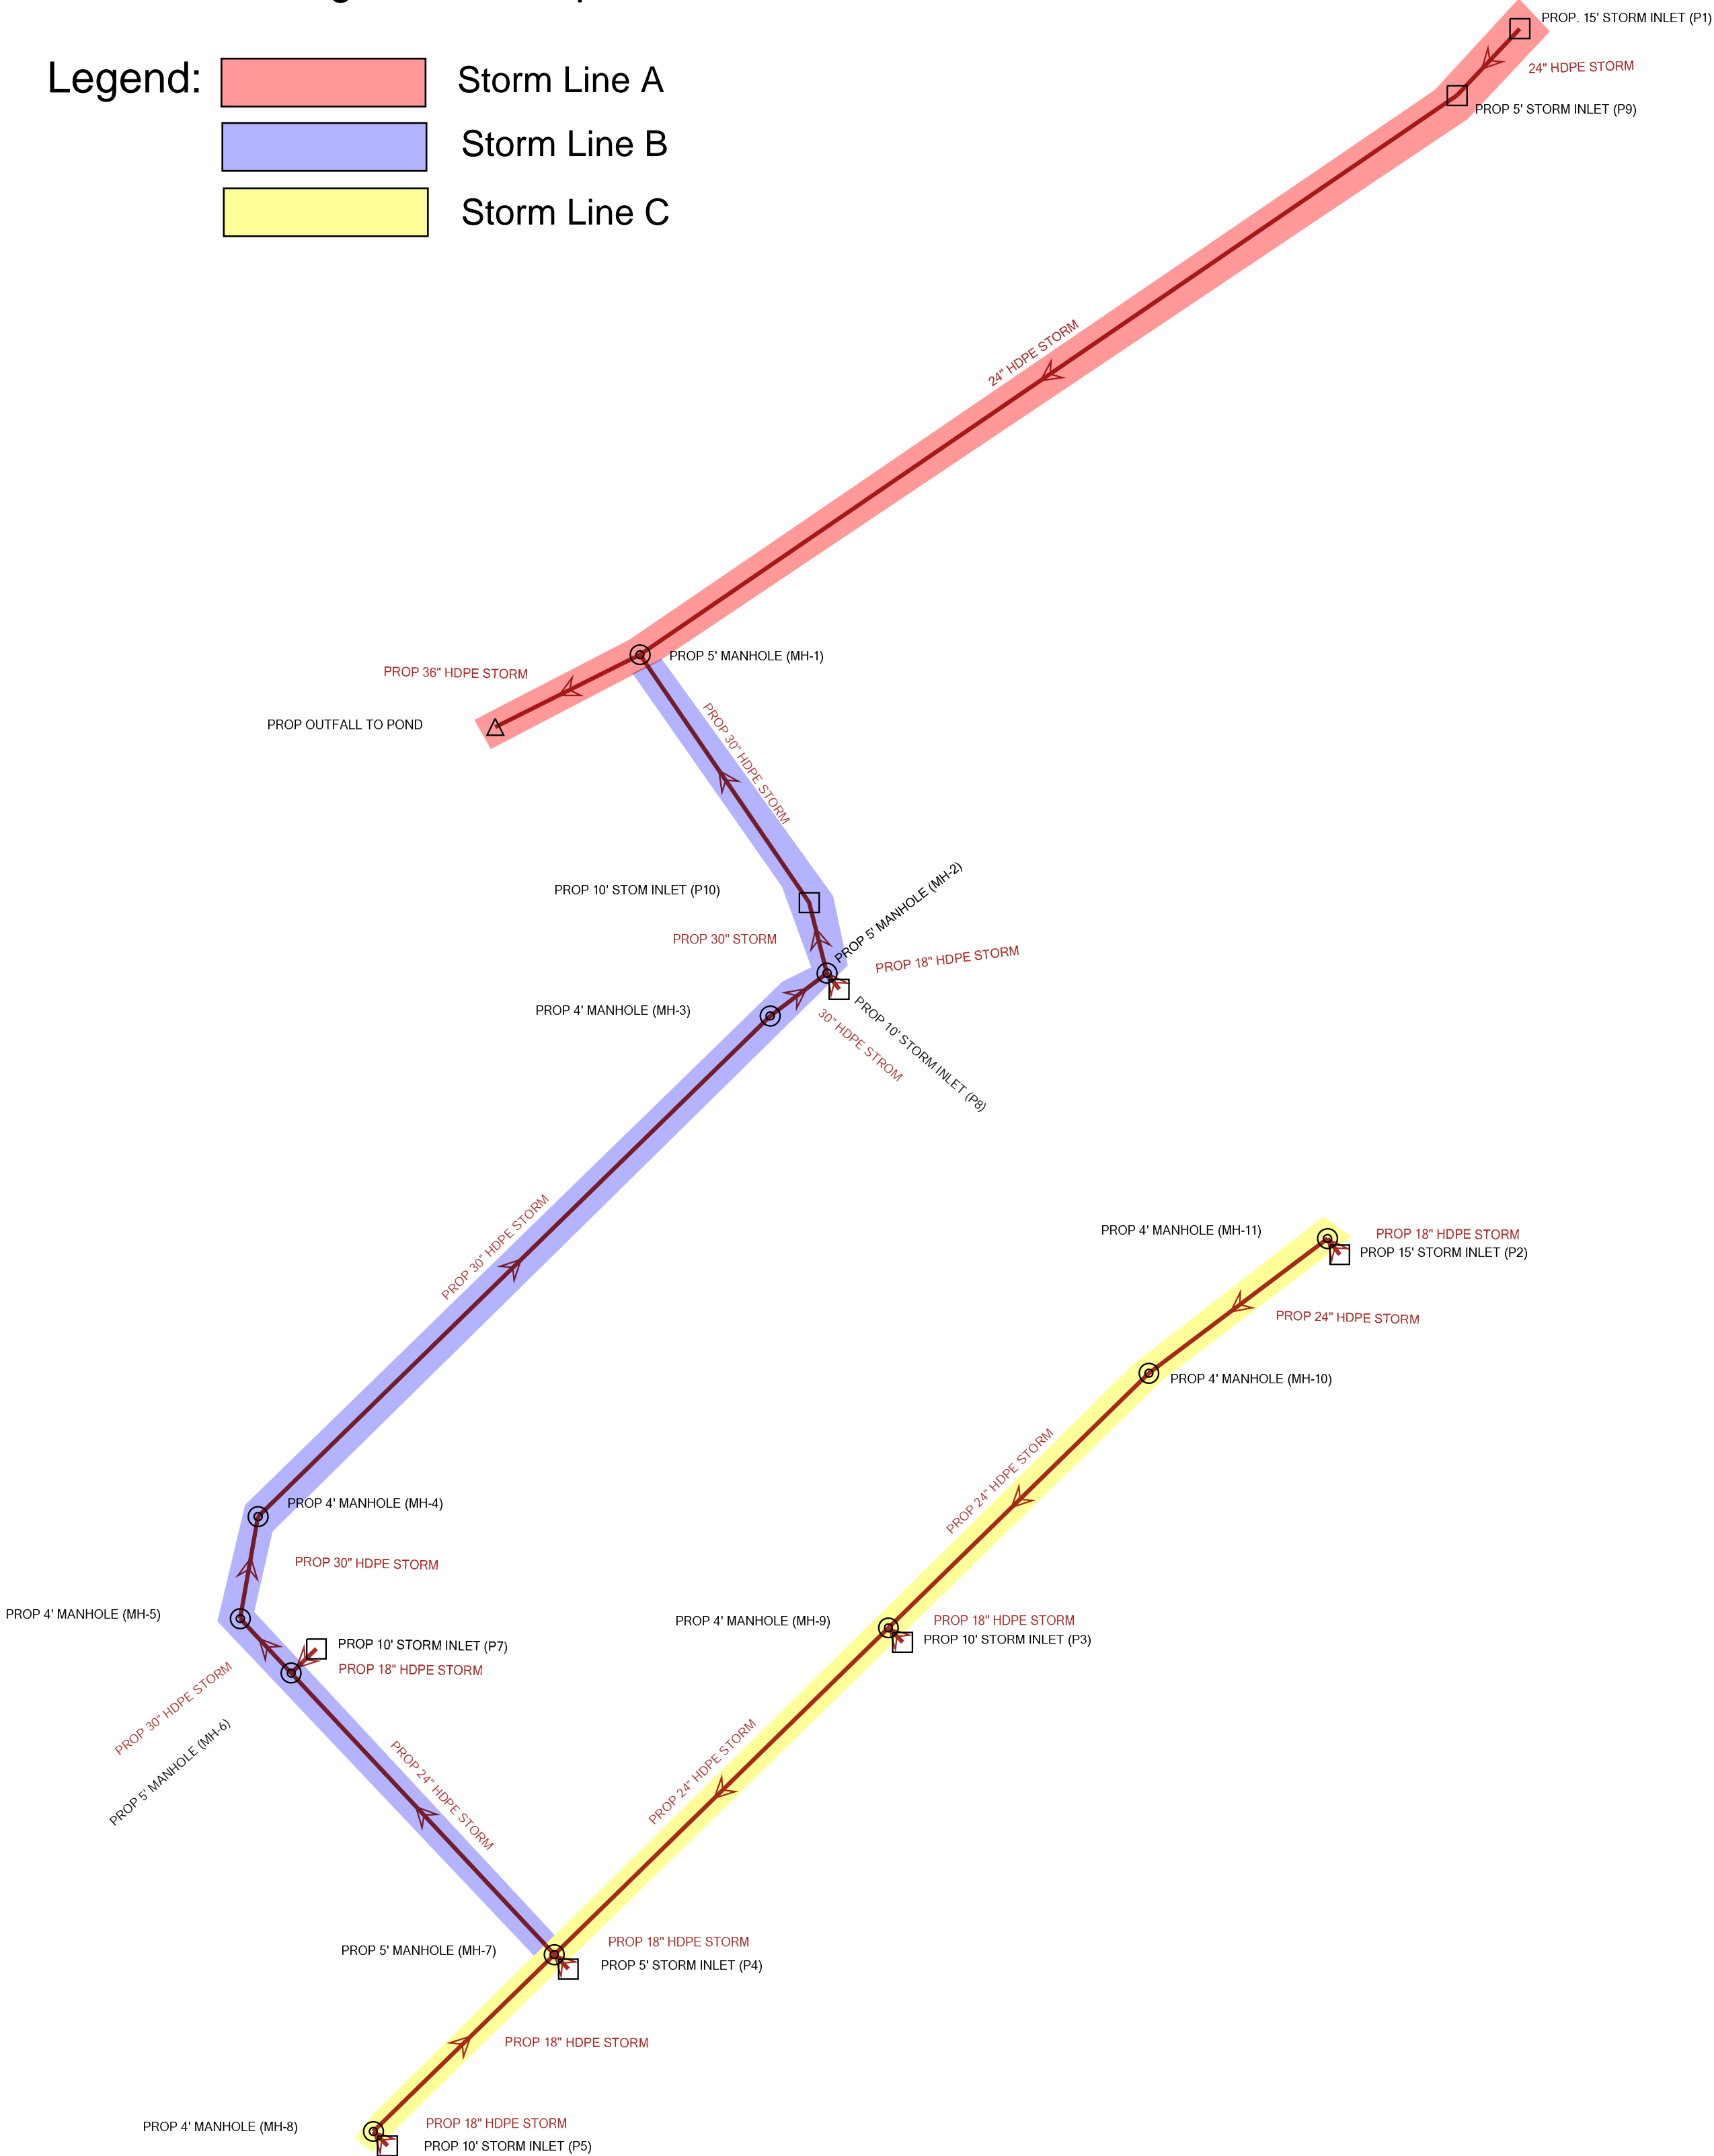 Legend:
Storm Line A
Storm Line B
Storm Line C
PROP. 15' STORM INLET (P1)
24" HDPE STORM
PROP 5' STORM INLET (P9)
24" HDPE STORM
PROP 5' MANHOLE (MH-1)
PROP 36" HDPE STORM
PROP OUTFALL TO POND
PROP 30" HDPE STORM
PROP 10' STOM INLET (P10)
PROP 5' MANHOLE (MH-2)
PROP 30" STORM
PROP 18" HDPE STORM
PROP 4' MANHOLE (MH-3)
30" HDPE STROM
PROP 10' STORM INLET (P8)
PROP 30" HDPE STORM
PROP 4' MANHOLE (MH-11)
PROP 18" HDPE STORM
PROP 15' STORM INLET (P2)
PROP 24" HDPE STORM
PROP 4' MANHOLE (MH-10)
PROP 24" HDPE STORM
PROP 4' MANHOLE (MH-4)
PROP 30" HDPE STORM
PROP 4' MANHOLE (MH-5)
PROP 4' MANHOLE (MH-9)
PROP 18" HDPE STORM
PROP 10' STORM INLET (P3)
PROP 10' STORM INLET (P7)
PROP 18" HDPE STORM
PROP 30" HDPE STORM
PROP 5' MANHOLE (MH-6)
PROP 24" HDPE STORM
PROP 24" HDPE STORM
PROP 5' MANHOLE (MH-7)
PROP 18" HDPE STORM
PROP 5' STORM INLET (P4)
PROP 18" HDPE STORM
PROP 4' MANHOLE (MH-8)
PROP 18" HDPE STORM
PROP 10' STORM INLET (P5)